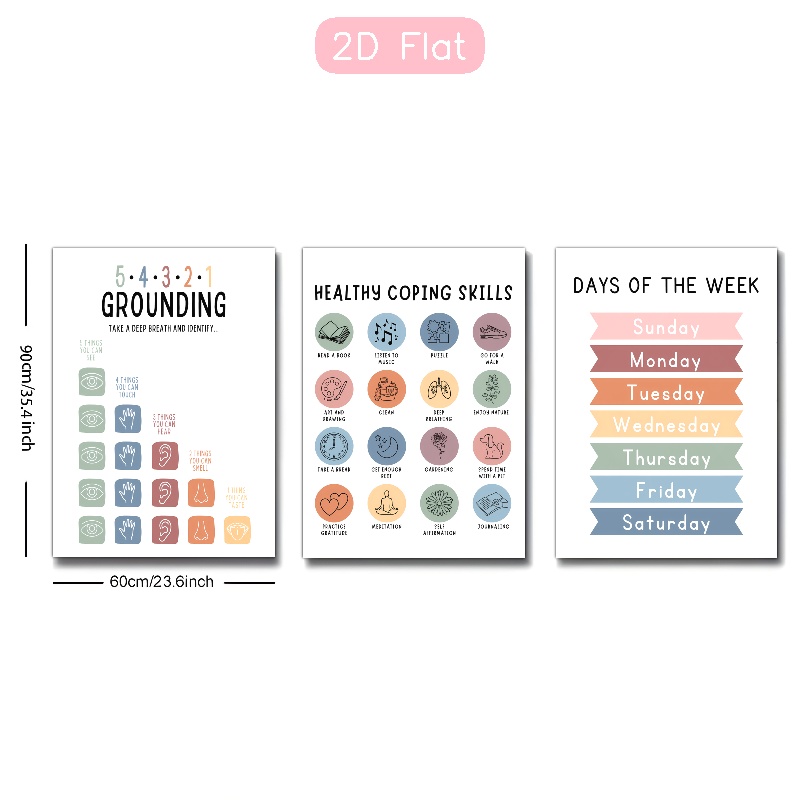 2D Flat
90cm/35.4 inch
60cm/23.6inch
5·4·3·2·1
GROUNDING
TAKE A DEEP BREATH AND IDENTIFY...
5 THINGS
YOU CAN
SEE
4 THINGS
YOU CAN
TOUCH
3 THINGS
YOU CAN
HEAR
2 THINGS
YOU CAN
SMELL
YOU CAN
TASTE
HEALTHY COPING SKILLS
READ A BOOK
LISTEN TO
MUSIC
PUZZLE
GO FOR A
WALK
ART AND
DRAWING
CLEAN
DEEP
BREATHING
ENJOY NATURE
TAKE A BREAK
GET ENOUGH
REST
GARDENING
SPEND TIME
WITH A PET
PRACTICE
GRATITUDE
MEDITATION
SELF
AFFIRMATION
JOURNALING
DAYS OF THE WEEK
Sunday
Monday
Tuesday
Wednesday
Thursday
Friday
Saturday